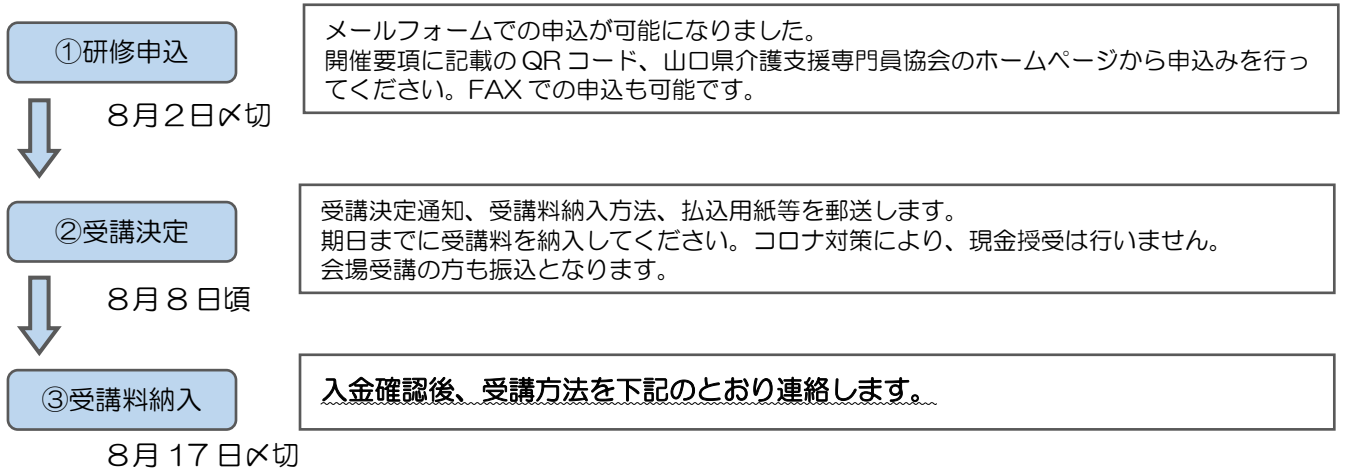 ①研修申込
メールフォームでの申込が可能になりました。
開催要項に記載のQRコード、山口県介護支援専門員協会のホームページから申込みを行っ
てください。FAXでの申込も可能です。
8月2日〆切
②受講決定
受講決定通知、受講料納入方法、払込用紙等を郵送します。
期日までに受講料を納入してください。コロナ対策により、現金授受は行いません。
会場受講の方も振込となります。
8月8日頃
③受講料納入
入金確認後、受講方法を下記のとおり連絡します。
8月17日〆切